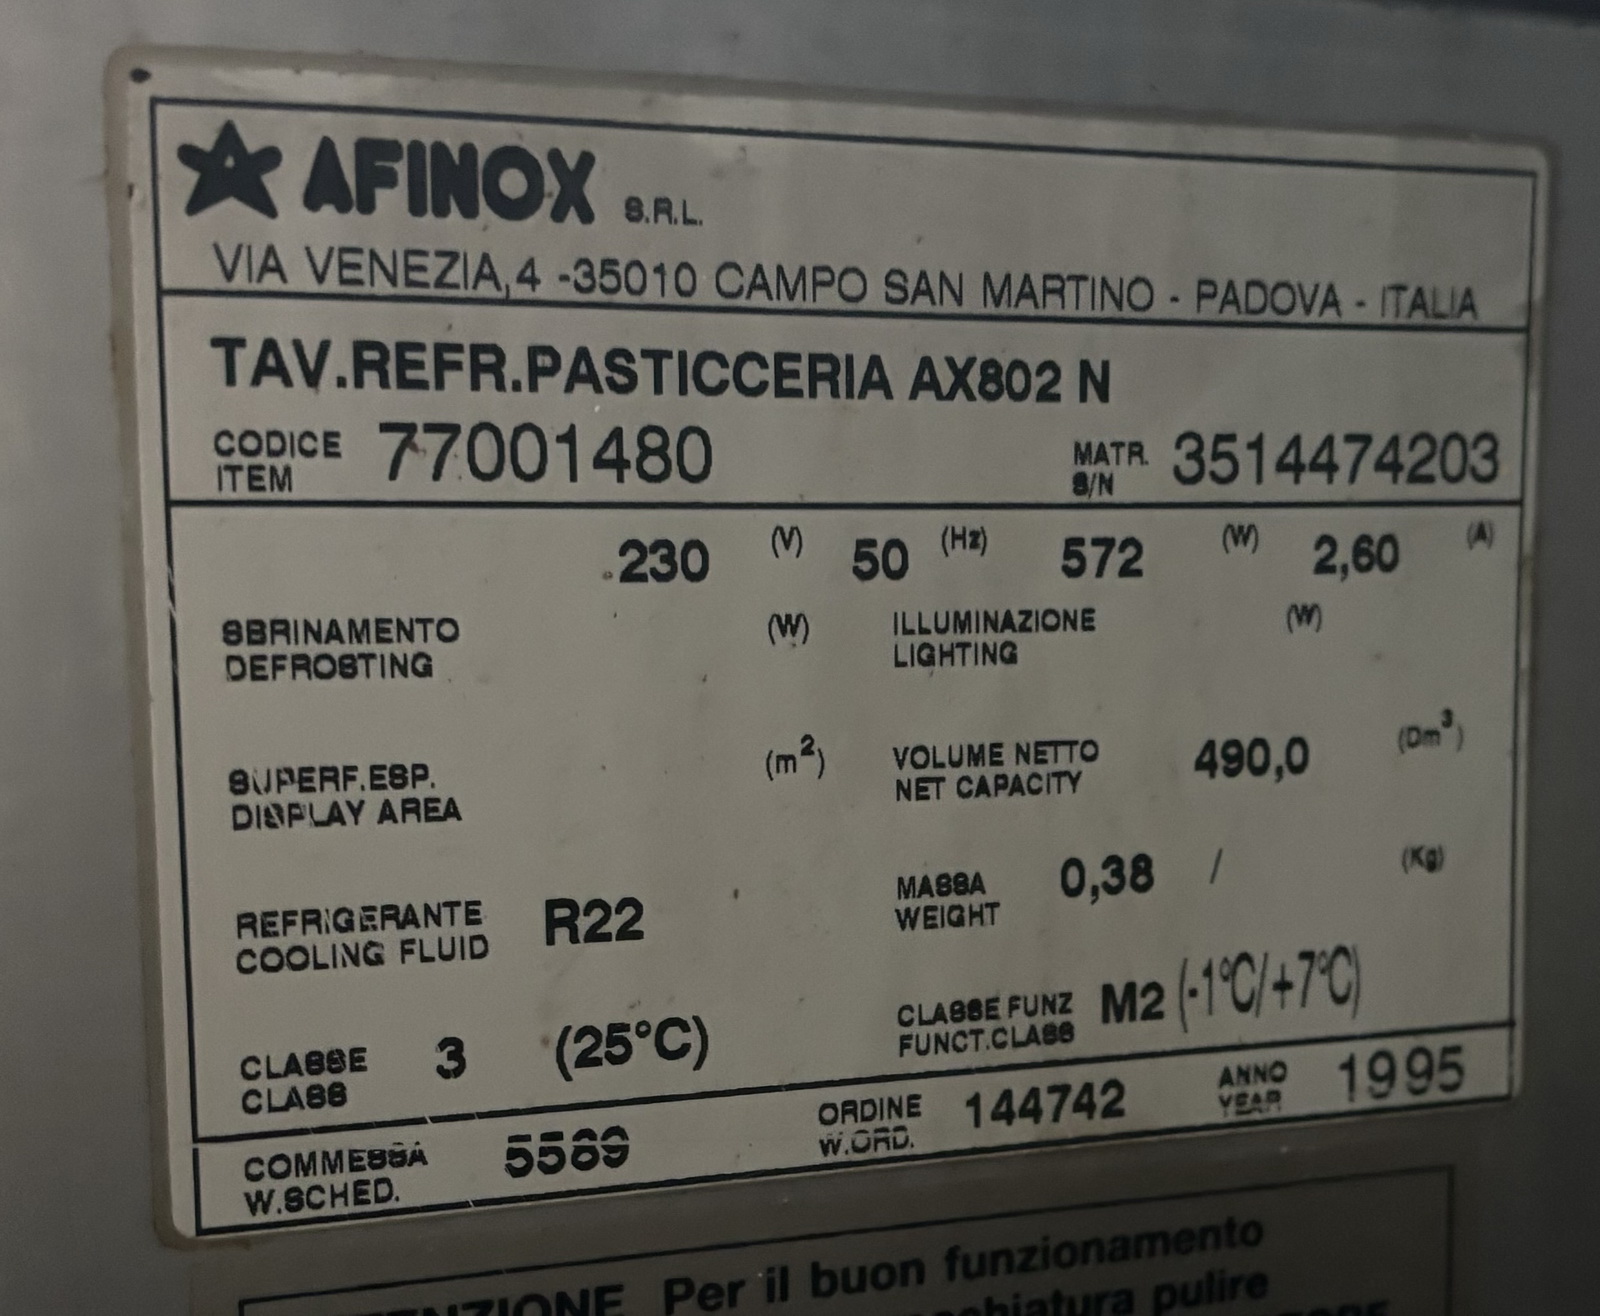 AFINOX S.R.L.
VIA VENEZIA,4 -35010 CAMPO SAN MARTINO - PADOVA - ITALIA
TAV.REFR.PASTICCERIA AX802 N
CODICE 77001480 MATR. 3514474203
ITEM S/N
230 (V) 50 (Hz) 572 (W) 2,60 (A)
SBRINAMENTO (W) ILLUMINAZIONE (W)
DEFROSTING LIGHTING
SUPERF.ESP. (m²) VOLUME NETTO 490,0 (Dm³)
DISPLAY AREA NET CAPACITY
REFRIGERANTE R22 MASSA 0,38 / (Kg)
COOLING FLUID WEIGHT
CLASSE 3 (25°C) CLASSE FUNZ M2 (-1°C/+7°C)
CLASS FUNCT.CLASS
COMMESSA 5589 ORDINE 144742 ANNO 1995
W.SCHED. W.ORD. YEAR
Per il buon funzionamento
pulire